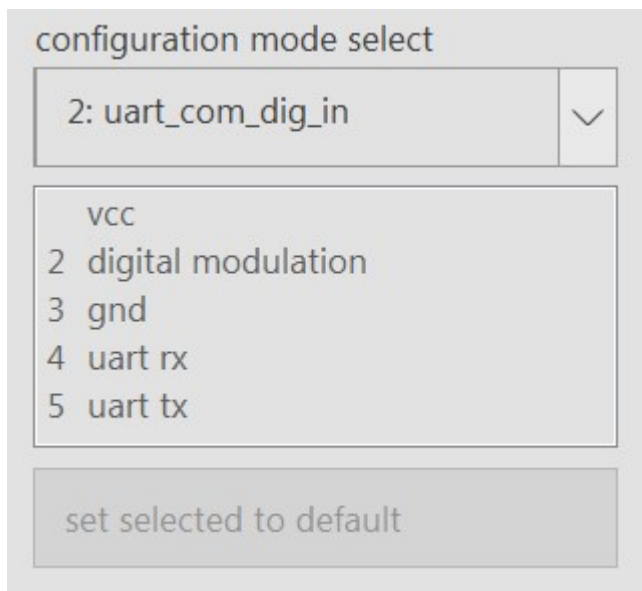 configuration mode select
2: uart_com_dig_in
vcc
2 digital modulation
3 gnd
4 uart rx
5 uart tx
set selected to default